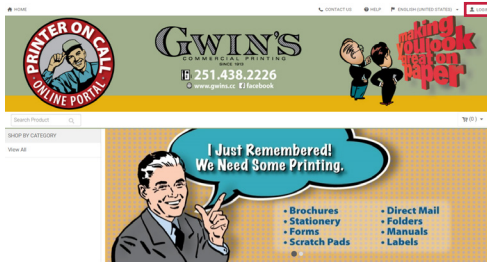 HOME
CONTACT US
HELP
ENGLISH (UNITED STATES)
LOGIN
PRINTER ON CALL
ONLINE PORTAL
GWIN'S
COMMERCIAL PRINTING
SINCE 1972
251.438.2226
www.gwins.cc f/facebook
making
you look
great on
paper
Search Product
(0)
SHOP BY CATEGORY
View All
I Just Remembered!
We Need Some Printing.
• Brochures
• Stationery
• Forms
• Scratch Pads
• Direct Mail
• Folders
• Manuals
• Labels